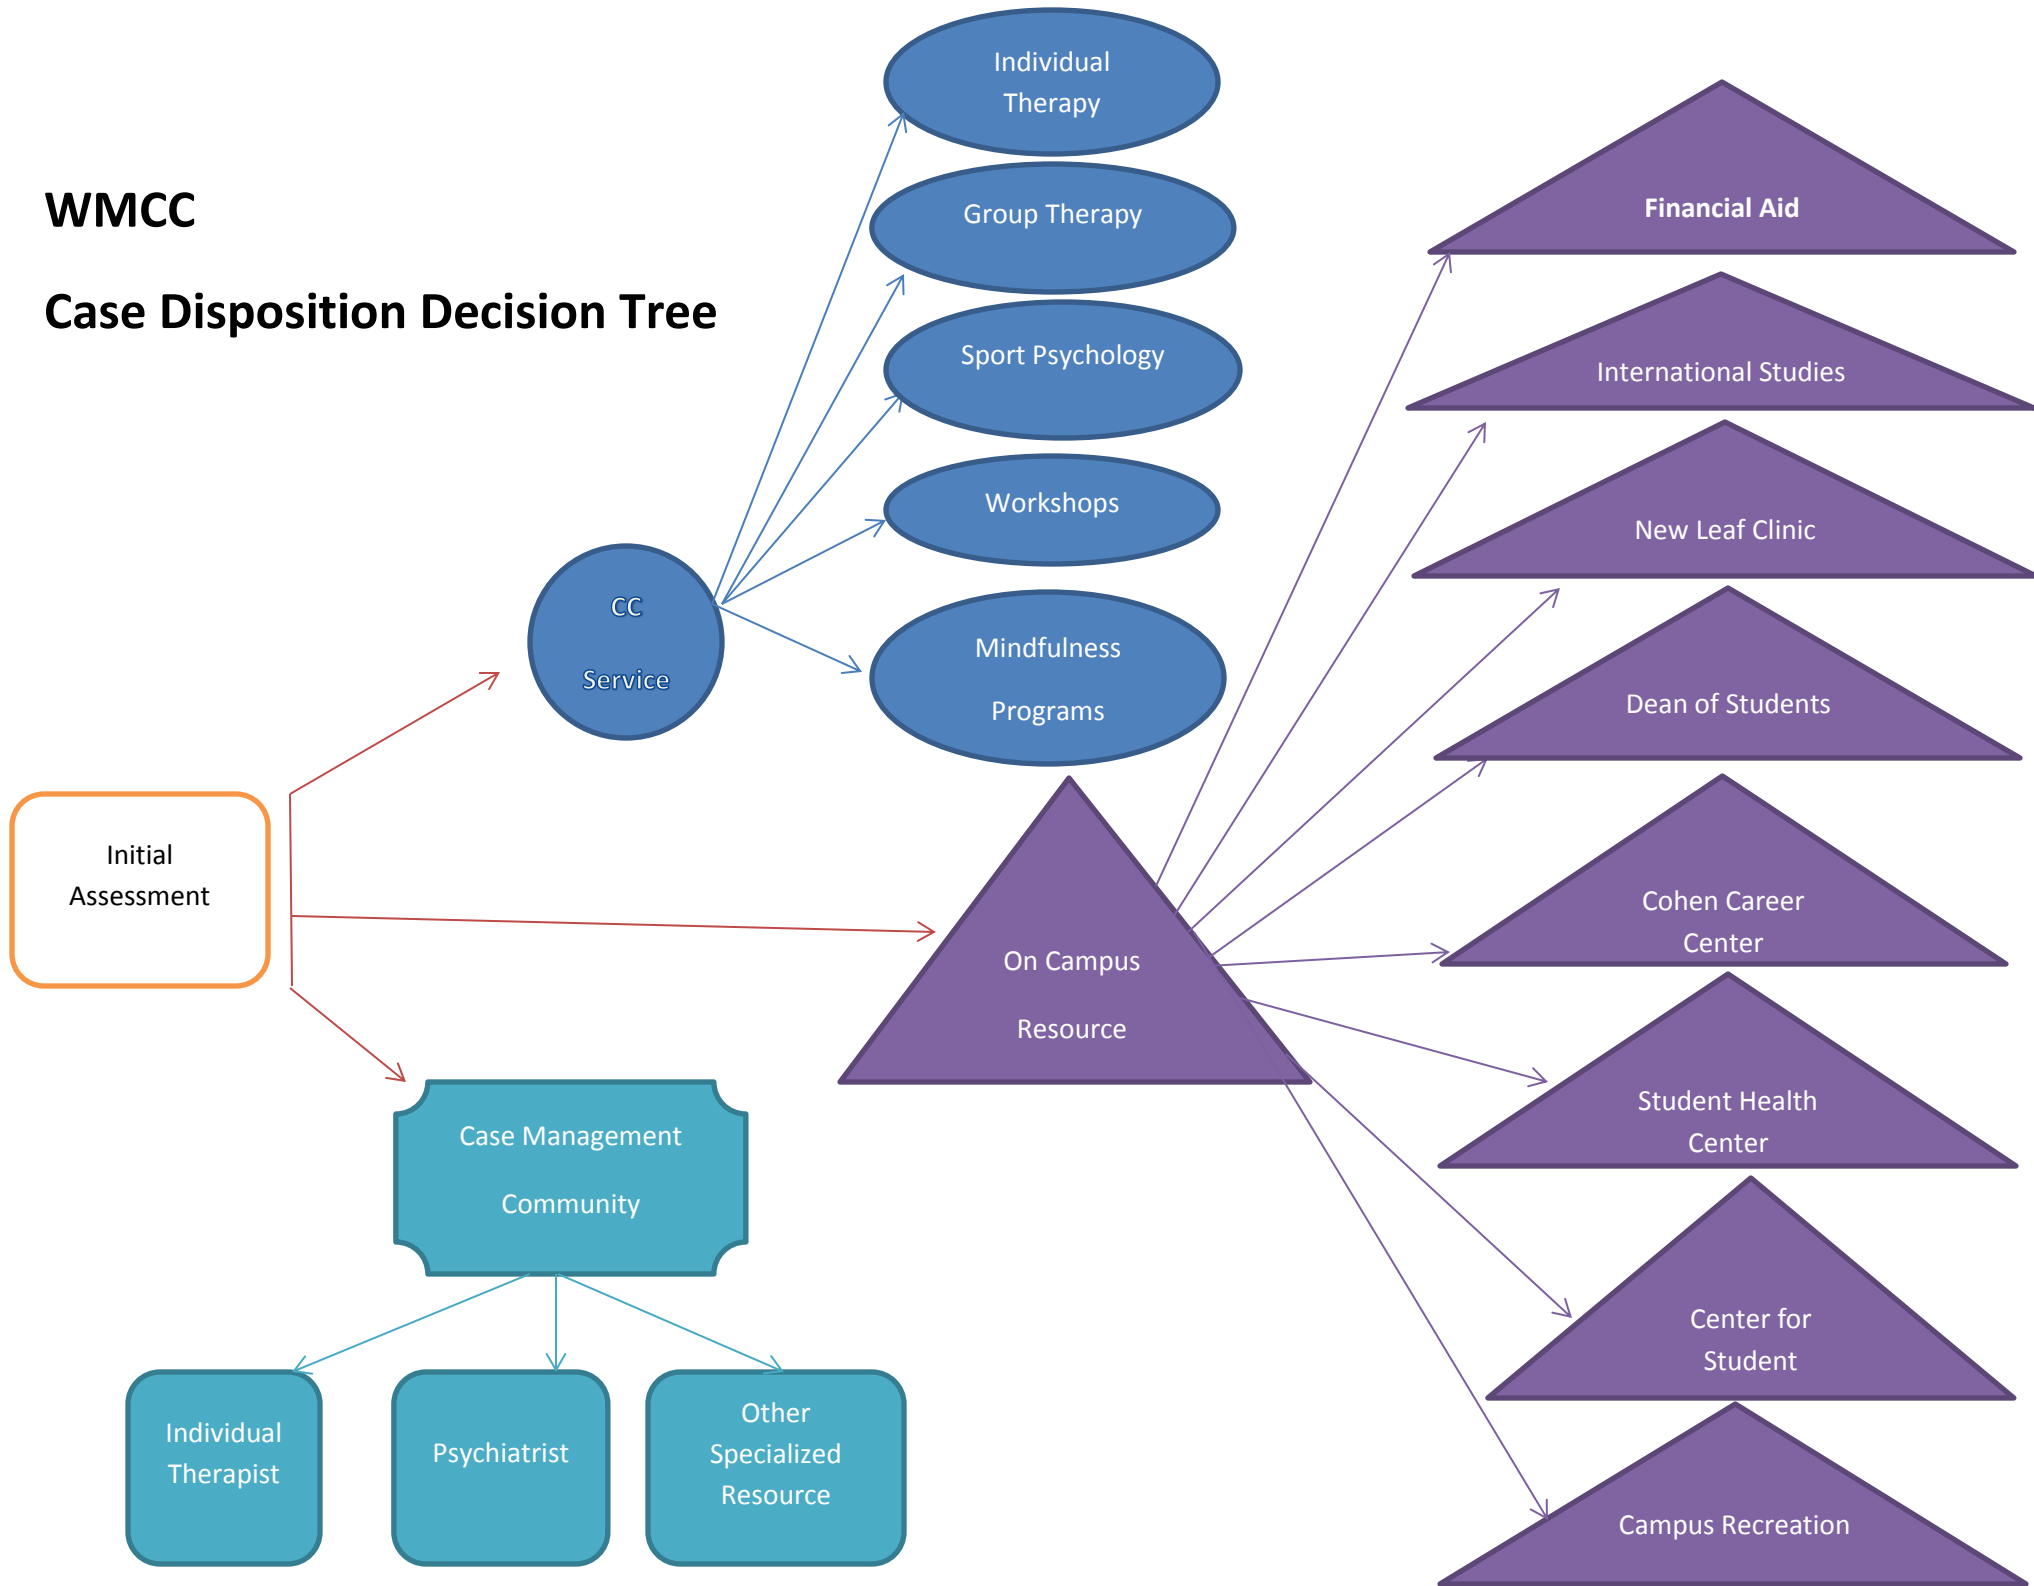 WMCC
Case Disposition Decision Tree
Initial
Assessment
CC
Service
Individual
Therapy
Group Therapy
Sport Psychology
Workshops
Mindfulness
Programs
On Campus
Resource
Financial Aid
International Studies
New Leaf Clinic
Dean of Students
Cohen Career
Center
Student Health
Center
Center for
Student
Campus Recreation
Case Management
Community
Individual
Therapist
Psychiatrist
Other
Specialized
Resource